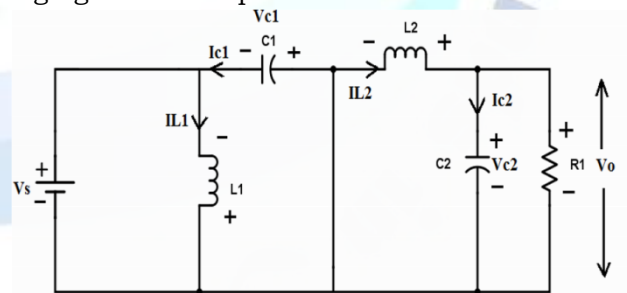 Vc1
L2
Ic1 − C1 +
− +
IL2
Ic2
IL1
−
+
Vs
+
−
L1
+
C2
+
Vc2
−
+
R1
−
Vo